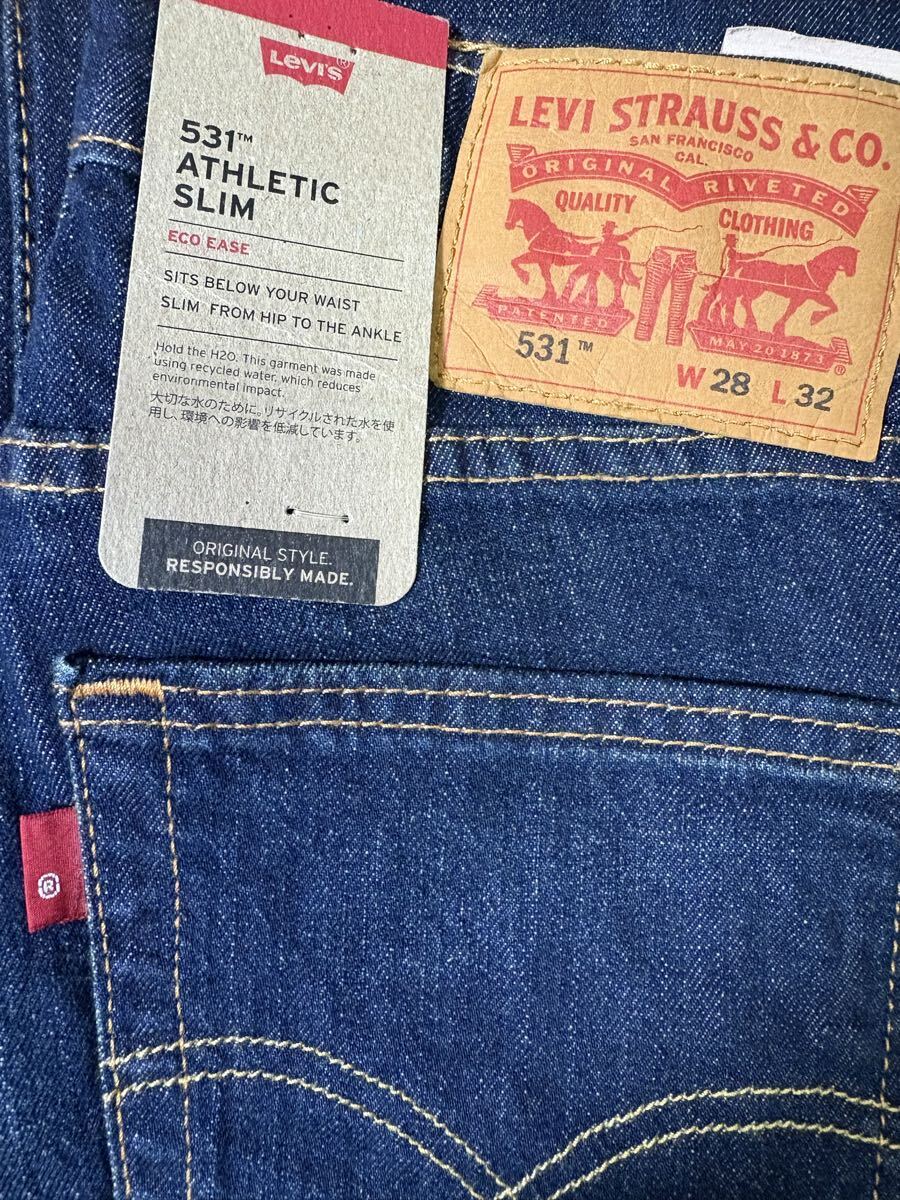 Levi's®
531™
ATHLETIC
SLIM
ECO EASE
SITS BELOW YOUR WAIST
SLIM FROM HIP TO THE ANKLE
Hold the H2O. This garment was made
using recycled water, which reduces
environmental impact.
大切な水のために。リサイクルされた水を使
用し、環境への影響を低減しています。
ORIGINAL STYLE.
RESPONSIBLY MADE.
LEVI STRAUSS & CO.
SAN FRANCISCO
CAL.
ORIGINAL RIVETED
QUALITY CLOTHING
PATENTED MAY 20 1873
®
531™ W 28 L 32
®